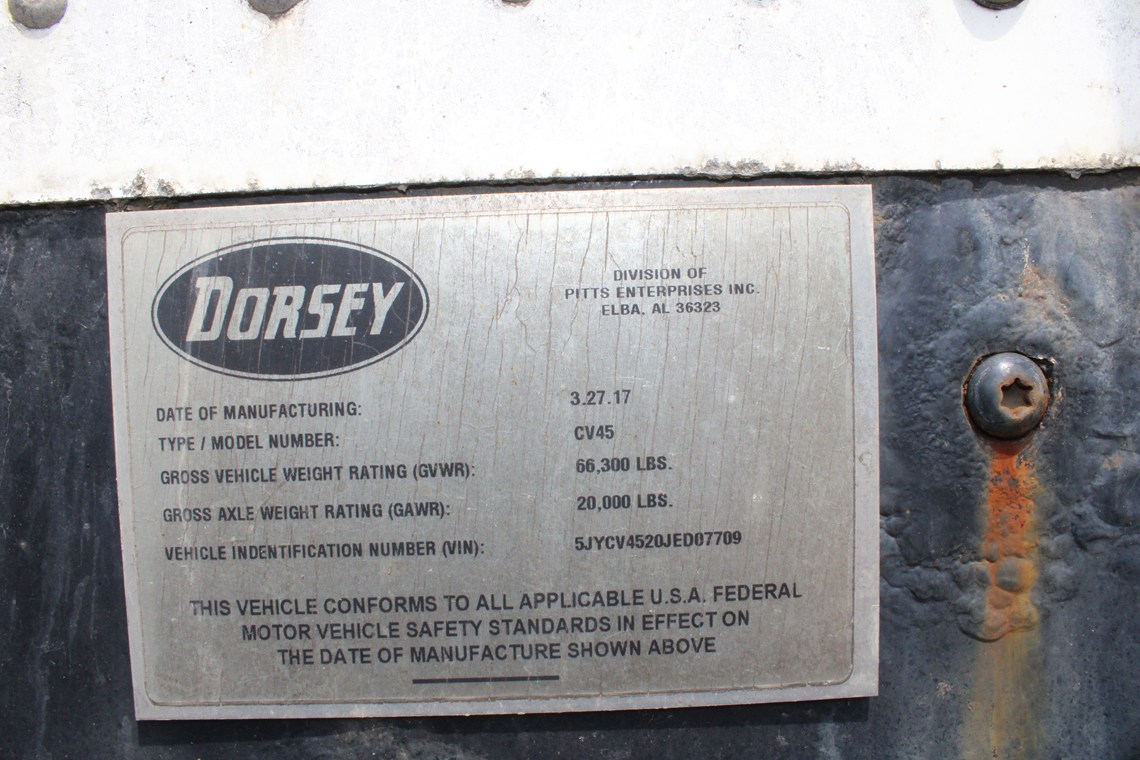 DORSEY
DIVISION OF
PITTS ENTERPRISES INC.
ELBA, AL 36323
DATE OF MANUFACTURING: 3.27.17
TYPE / MODEL NUMBER: CV45
GROSS VEHICLE WEIGHT RATING (GVWR): 66,300 LBS.
GROSS AXLE WEIGHT RATING (GAWR): 20,000 LBS.
VEHICLE INDENTIFICATION NUMBER (VIN): 5JYCV4520JED07709
THIS VEHICLE CONFORMS TO ALL APPLICABLE U.S.A. FEDERAL
MOTOR VEHICLE SAFETY STANDARDS IN EFFECT ON
THE DATE OF MANUFACTURE SHOWN ABOVE